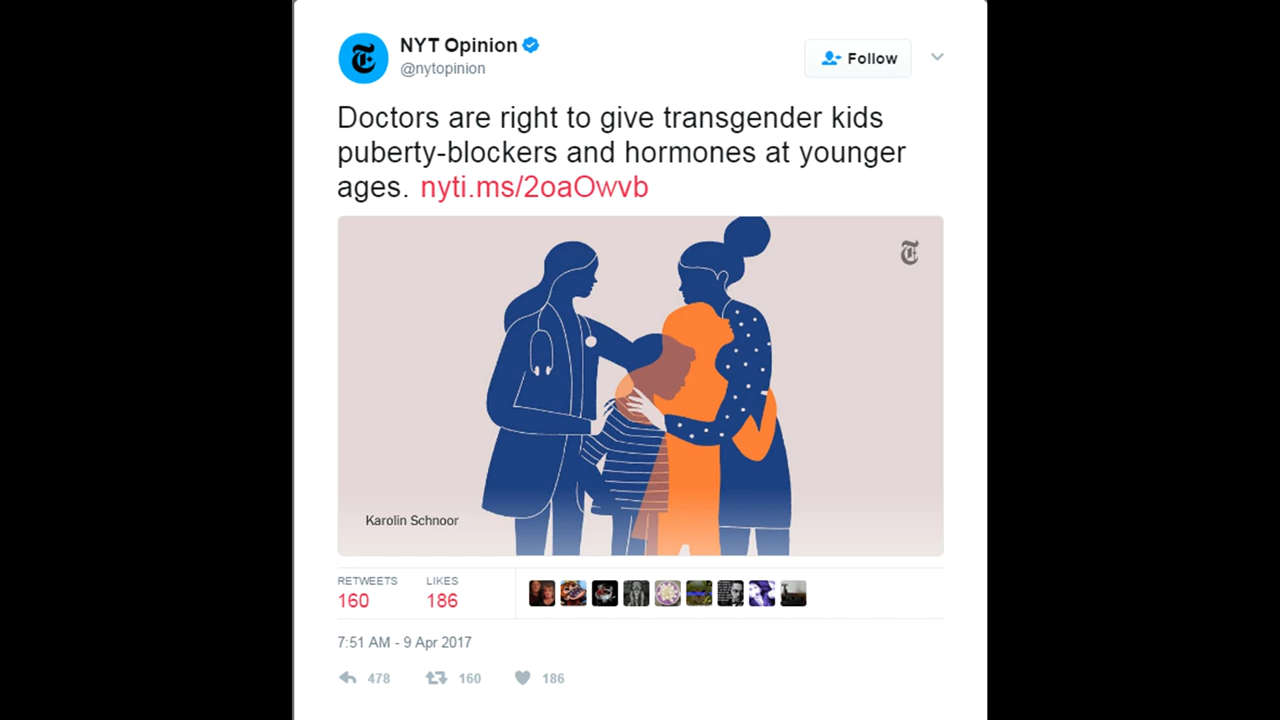 NYT Opinion
@nytopinion
Follow
Doctors are right to give transgender kids
puberty-blockers and hormones at younger
ages. nyti.ms/2oaOwvb
Karolin Schnoor
RETWEETS LIKES
160 186
7:51 AM - 9 Apr 2017
478 160 186